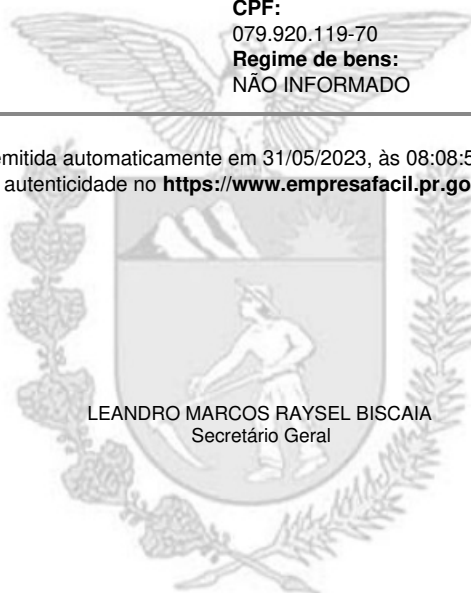 CPF:
079.920.119-70
Regime de bens:
NÃO INFORMADO
emitida automaticamente em 31/05/2023, às 08:08:5
autenticidade no https://www.empresafacil.pr.go
LEANDRO MARCOS RAYSEL BISCAIA
Secretário Geral